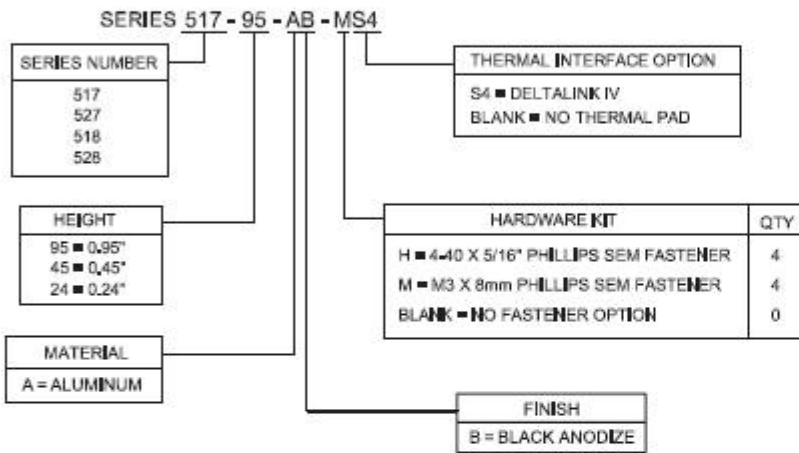 SERIES 517 - 95 - AB - MS4
SERIES NUMBER
517
527
518
528
THERMAL INTERFACE OPTION
S4 = DELTALINK IV
BLANK = NO THERMAL PAD
HEIGHT
95 = 0.95"
45 = 0.45"
24 = 0.24"
HARDWARE KIT QTY
H = 4-40 X 5/16" PHILLIPS SEM FASTENER 4
M = M3 X 8mm PHILLIPS SEM FASTENER 4
BLANK = NO FASTENER OPTION 0
MATERIAL
A = ALUMINUM
FINISH
B = BLACK ANODIZE